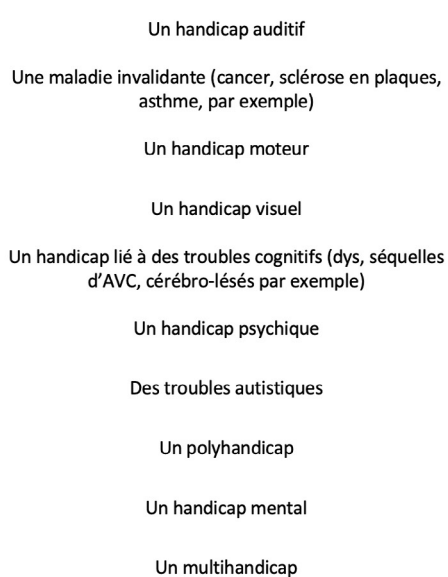 Un handicap auditif
Une maladie invalidante (cancer, sclérose en plaques,
asthme, par exemple)
Un handicap moteur
Un handicap visuel
Un handicap lié à des troubles cognitifs (dys, séquelles
d’AVC, cérébro-lésés par exemple)
Un handicap psychique
Des troubles autistiques
Un polyhandicap
Un handicap mental
Un multihandicap